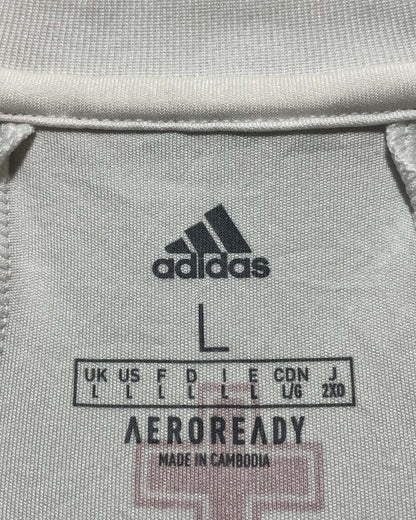 adidas
L
UK US F D I E CDN J
L L L L L L L/G 2XO
AEROREADY
MADE IN CAMBODIA